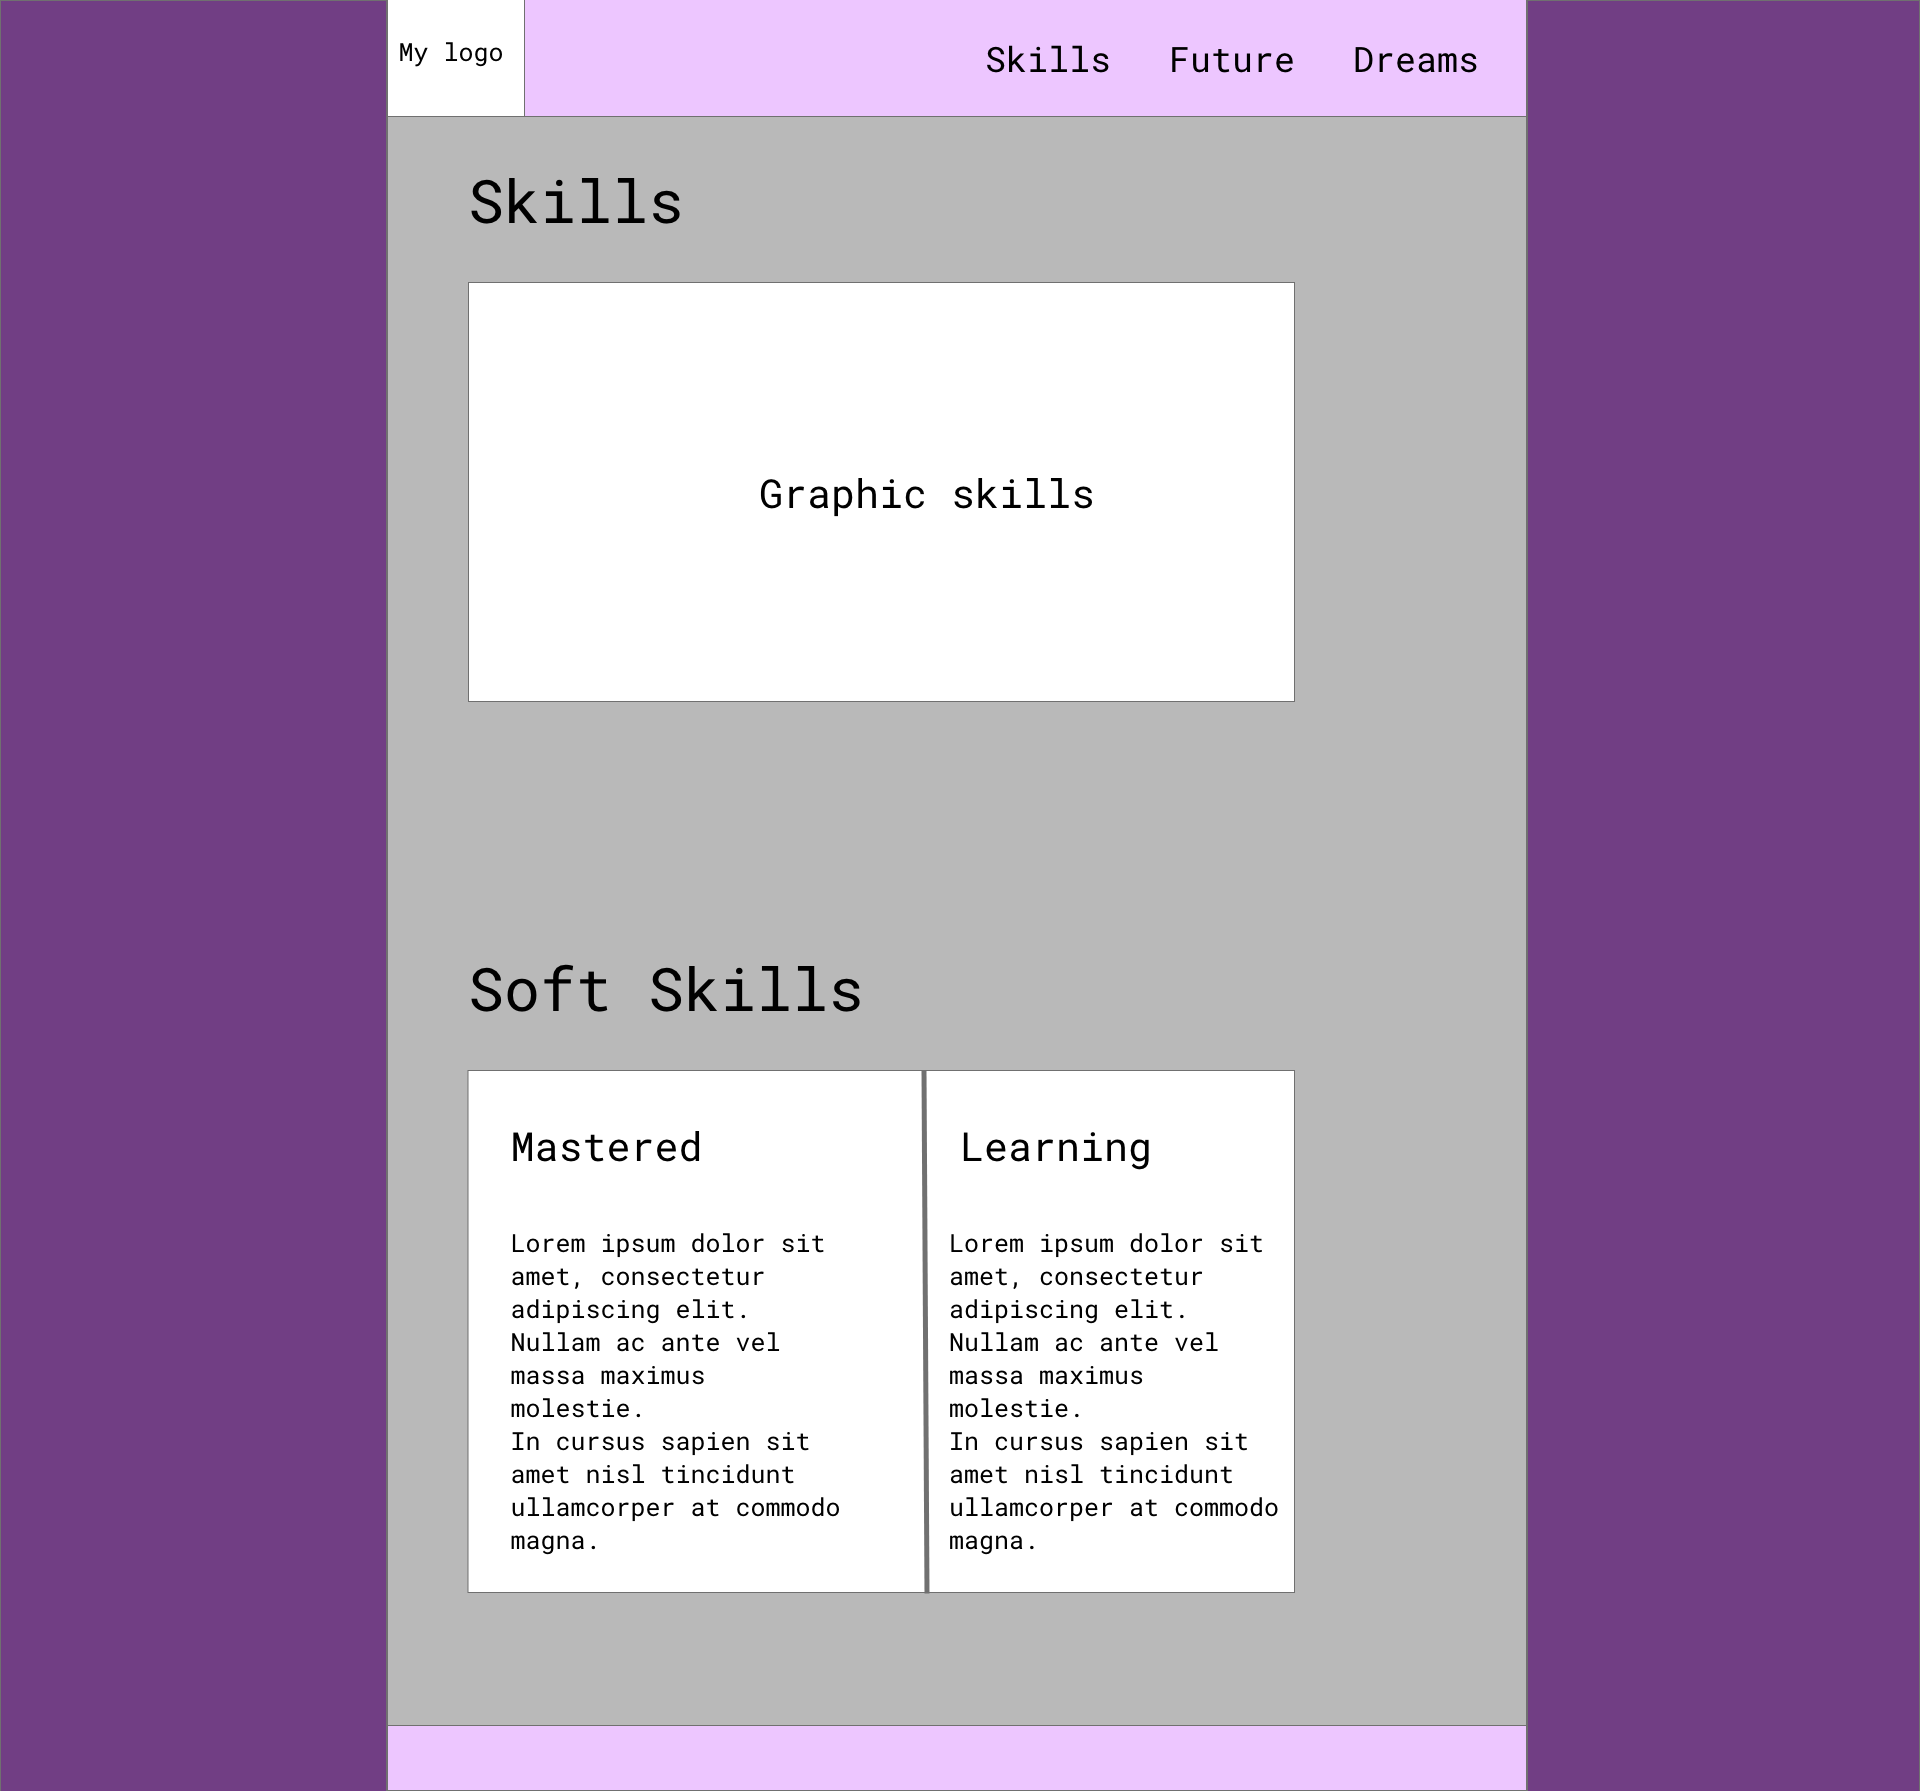 My logo
Skills
Future
Dreams
Skills
Graphic skills
Soft Skills
Mastered
Lorem ipsum dolor sit
amet, consectetur
adipiscing elit.
Nullam ac ante vel
massa maximus
molestie.
In cursus sapien sit
amet nisl tincidunt
ullamcorper at commodo
magna.
Learning
Lorem ipsum dolor sit
amet, consectetur
adipiscing elit.
Nullam ac ante vel
massa maximus
molestie.
In cursus sapien sit
amet nisl tincidunt
ullamcorper at commodo
magna.